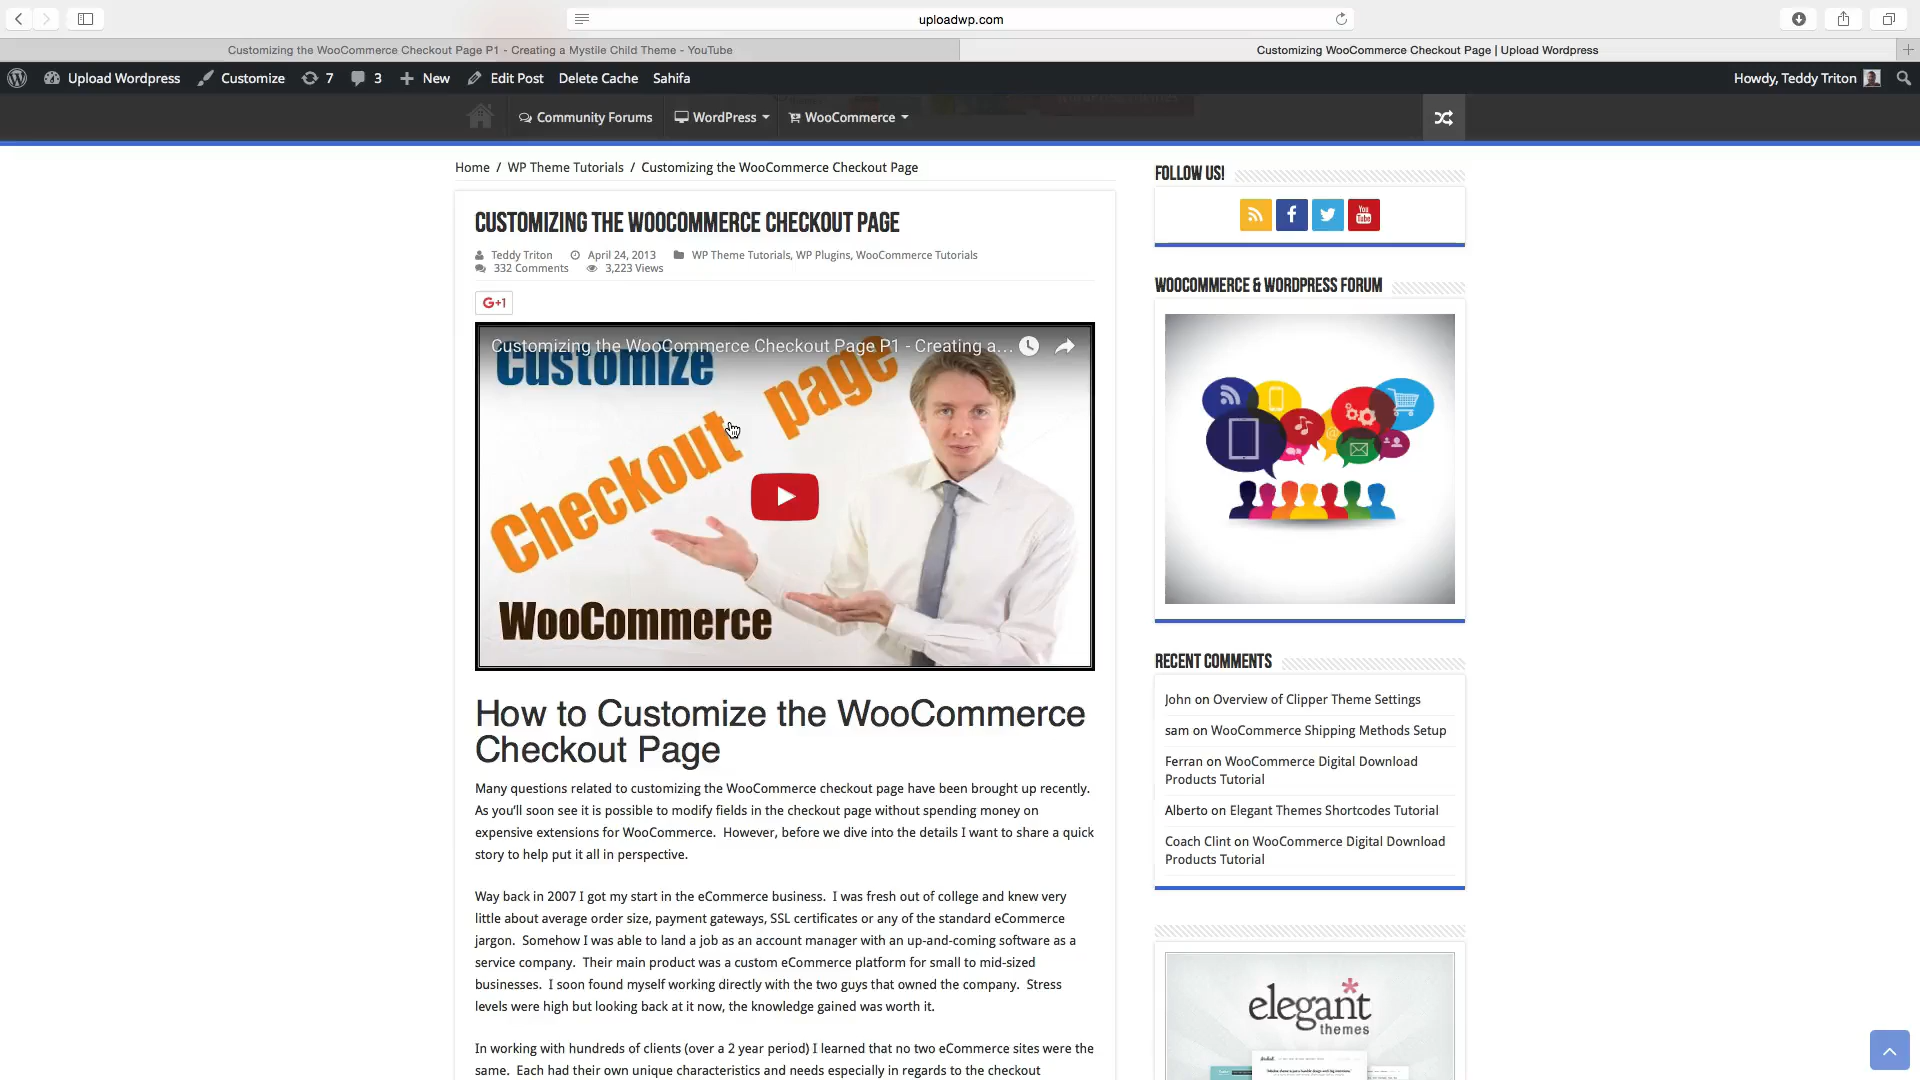 uploadwp.com
Customizing the WooCommerce Checkout Page P1 - Creating a Mystile Child Theme - YouTube
Customizing WooCommerce Checkout Page | Upload Wordpress
Upload Wordpress Customize 7 3 New Edit Post Delete Cache Sahifa Howdy, Teddy Triton
Community Forums WordPress WooCommerce
Home / WP Theme Tutorials / Customizing the WooCommerce Checkout Page
CUSTOMIZING THE WOOCOMMERCE CHECKOUT PAGE
Teddy Triton April 24, 2013 WP Theme Tutorials, WP Plugins, WooCommerce Tutorials
332 Comments 3,223 Views
G+1
Customizing the WooCommerce Checkout Page P1 - Creating a...
Customize
Checkout page
WooCommerce
How to Customize the WooCommerce
Checkout Page
Many questions related to customizing the WooCommerce checkout page have been brought up recently.
As you'll soon see it is possible to modify fields in the checkout page without spending money on
expensive extensions for WooCommerce.  However, before we dive into the details I want to share a quick
story to help put it all in perspective.
Way back in 2007 I got my start in the eCommerce business.  I was fresh out of college and knew very
little about average order size, payment gateways, SSL certificates or any of the standard eCommerce
jargon.  Somehow I was able to land a job as an account manager with an up-and-coming software as a
service company.  Their main product was a custom eCommerce platform for small to mid-sized
businesses.  I soon found myself working directly with the two guys that owned the company.  Stress
levels were high but looking back at it now, the knowledge gained was worth it.
In working with hundreds of clients (over a 2 year period) I learned that no two eCommerce sites were the
same.  Each had their own unique characteristics and needs especially in regards to the checkout
FOLLOW US!
You
Tube
WOOCOMMERCE & WORDPRESS FORUM
RECENT COMMENTS
John on Overview of Clipper Theme Settings
sam on WooCommerce Shipping Methods Setup
Ferran on WooCommerce Digital Download
Products Tutorial
Alberto on Elegant Themes Shortcodes Tutorial
Coach Clint on WooCommerce Digital Download
Products Tutorial
elegant
themes